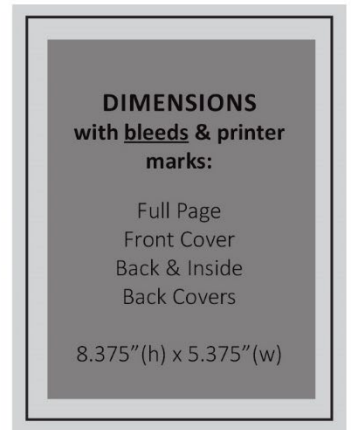 DIMENSIONS
with bleeds & printer
marks:
Full Page
Front Cover
Back & Inside
Back Covers
8.375”(h) x 5.375”(w)